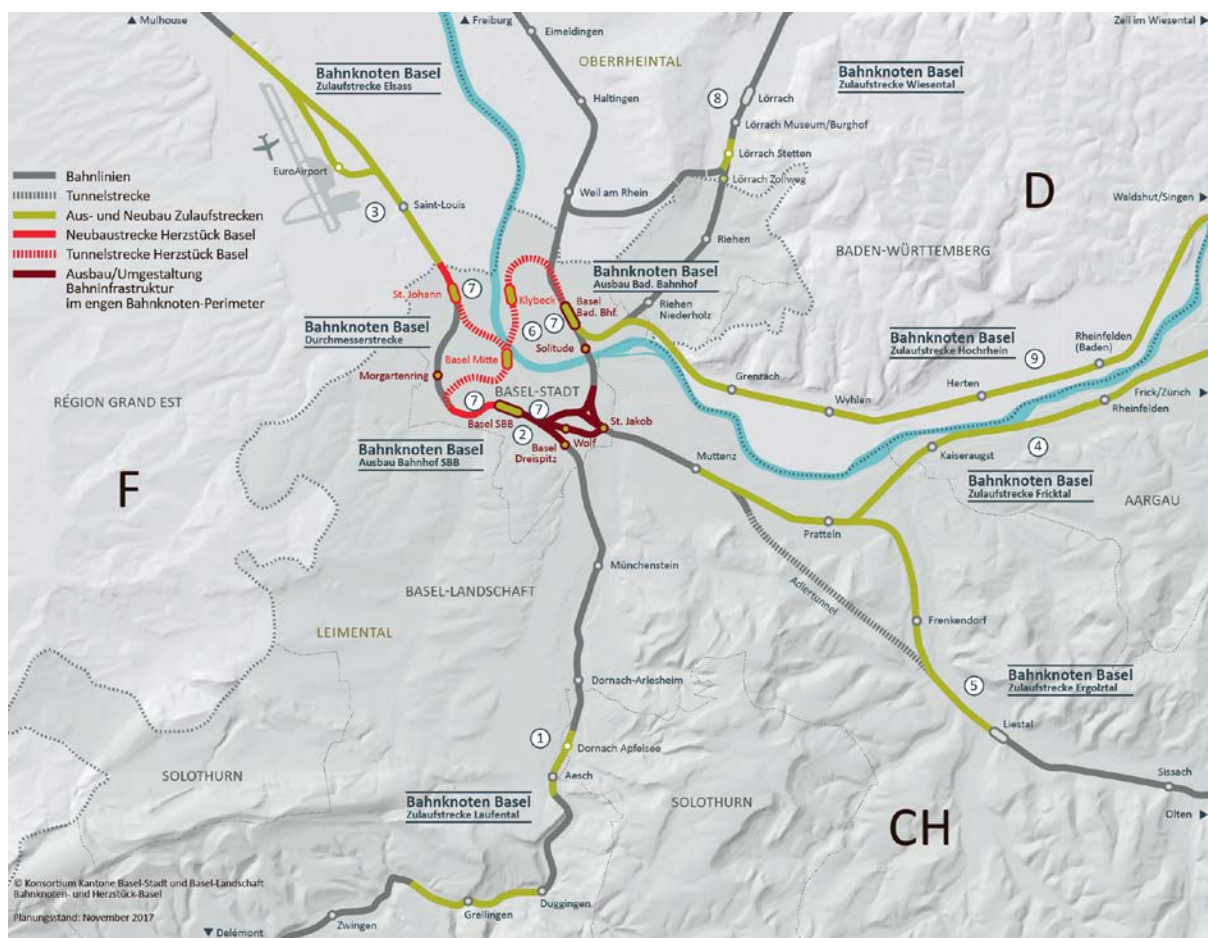 ▲ Mulhouse
▲ Freiburg
Zell im Wiesental ▶
Eimeldingen
OBERRHEINTAL
Bahnknoten Basel
Zulaufstrecke Elsass
Bahnknoten Basel
Zulaufstrecke Wiesental
8
Lörrach
Haltingen
Lörrach Museum/Burghof
EuroAirport
Lörrach Stetten
Lörrach Zollweg
Bahnlinien
Tunnelstrecke
Aus- und Neubau Zulaufstrecken
Neubaustrecke Herzstück Basel
Tunnelstrecke Herzstück Basel
Ausbau/Umgestaltung
Bahninfrastruktur
im engen Bahnknoten-Perimeter
Weil am Rhein
D
Waldshut/Singen
3
Saint-Louis
Riehen
BADEN-WÜRTTEMBERG
Bahnknoten Basel
Ausbau Bad. Bahnhof
St. Johann
7
Klybeck
Basel
Bad. Bhf.
7
Riehen
Niederholz
Bahnknoten Basel
Durchmesserstrecke
6
Solitude
Basel Mitte
Bahnknoten Basel
Zulaufstrecke Hochrhein
9
Rheinfelden
(Baden)
Morgartenring
Grenzach
Wyhlen
Herten
Frick/Zürich
Rheinfelden
RÉGION GRAND EST
7
BASEL-STADT
7
Basel SBB
2
St. Jakob
Wolf
Basel
Dreispitz
Bahnknoten Basel
Ausbau Bahnhof SBB
Muttenz
Kaiseraugst
4
Bahnknoten Basel
Zulaufstrecke Fricktal
AARGAU
F
Pratteln
Münchenstein
Adlertunnel
BASEL-LANDSCHAFT
LEIMENTAL
Frenkendorf
Dornach-Arlesheim
5
Bahnknoten Basel
Zulaufstrecke Ergolztal
Liestal
1
Dornach Apfelsee
Aesch
SOLOTHURN
SOLOTHURN
Sissach
Olten ▶
Bahnknoten Basel
Zulaufstrecke Laufental
CH
© Konsortium Kantone Basel-Stadt und Basel-Landschaft
Bahnknoten- und Herzstück-Basel
Planungsstand: November 2017
Duggingen
Grellingen
Zwingen
▼ Delémont